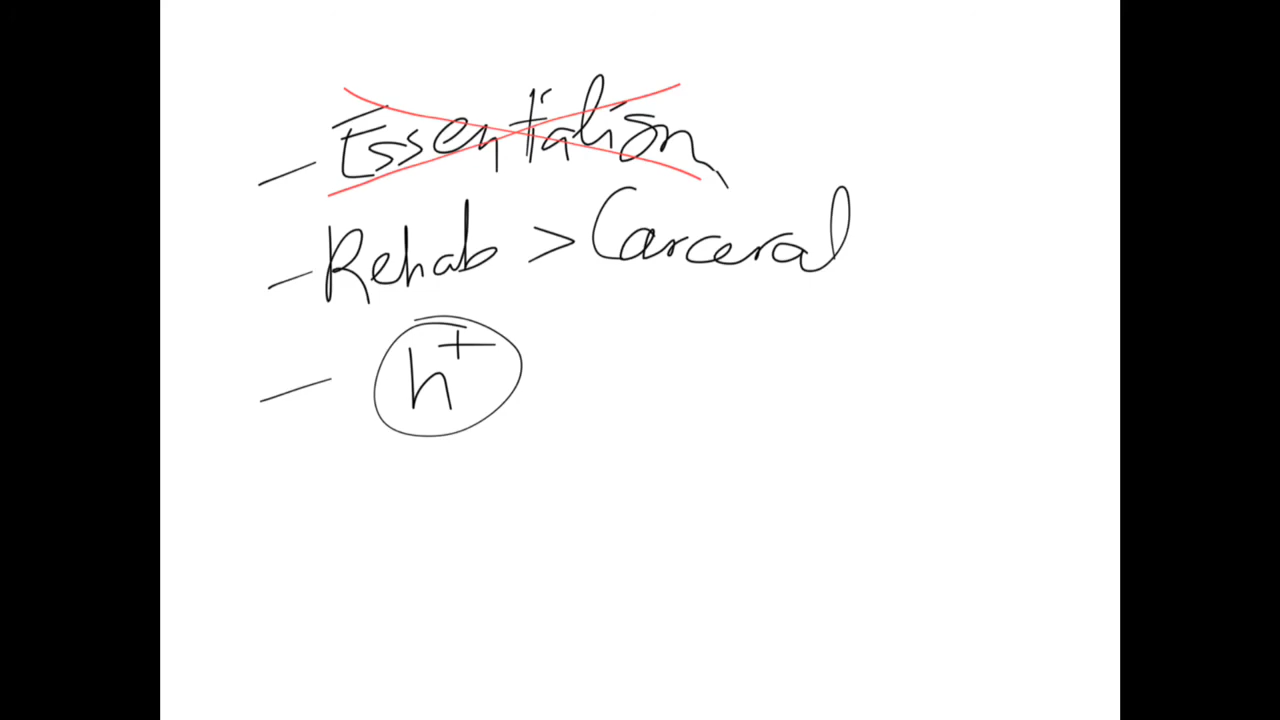 - Essentialism
- Rehab > Carceral
- h+